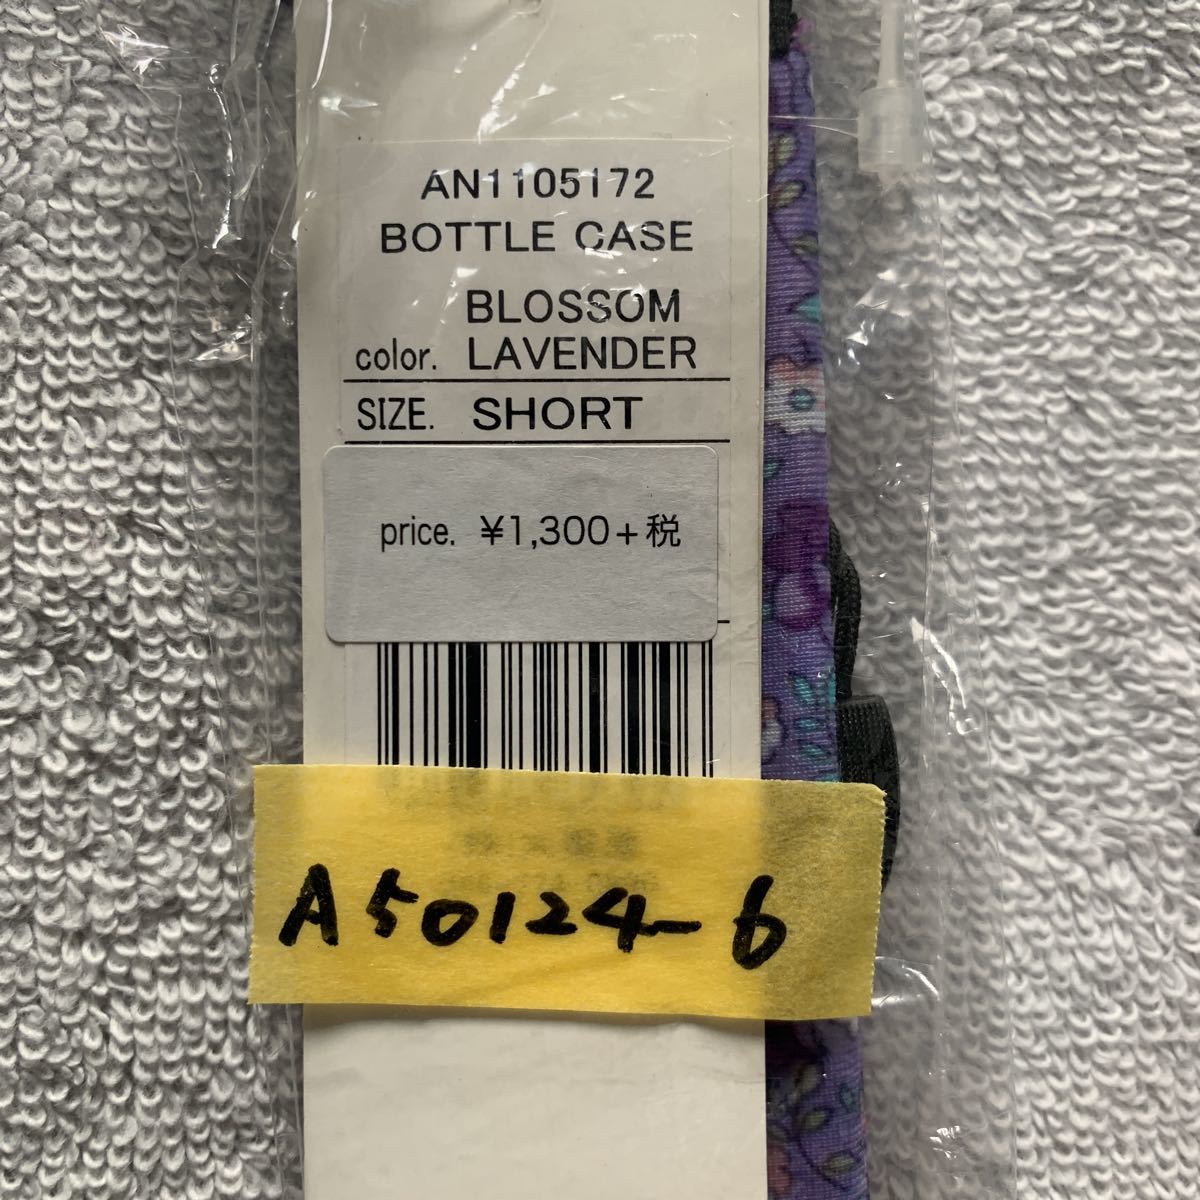 AN1105172
BOTTLE CASE
BLOSSOM
color. LAVENDER
SIZE. SHORT
price. ¥1,300+税
A50124-6